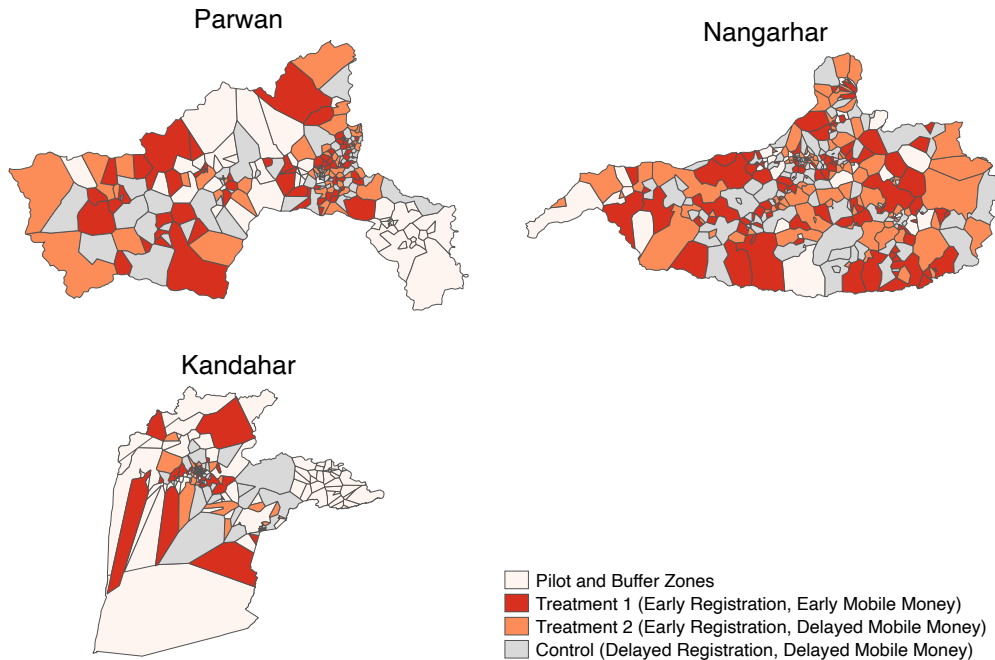 Parwan
Nangarhar
Kandahar
Pilot and Buffer Zones
Treatment 1 (Early Registration, Early Mobile Money)
Treatment 2 (Early Registration, Delayed Mobile Money)
Control (Delayed Registration, Delayed Mobile Money)